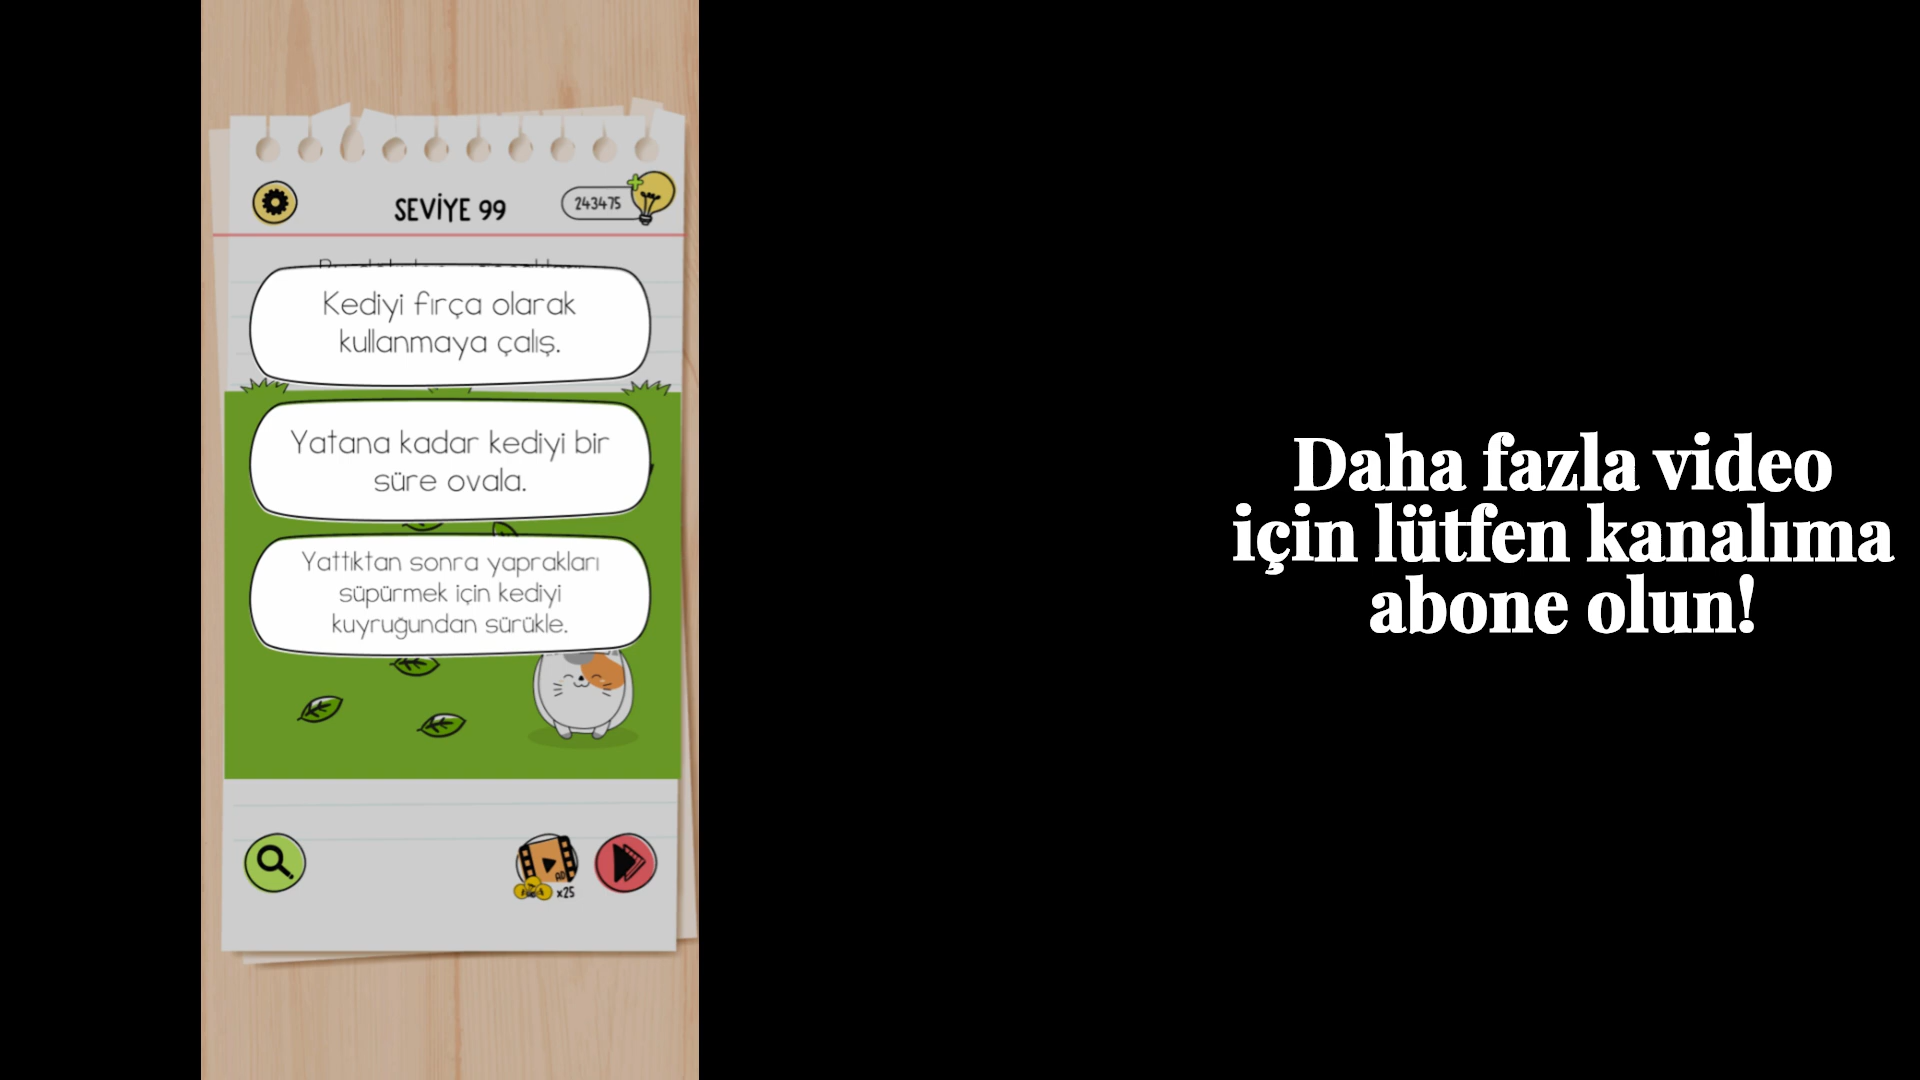 SEVİYE 99
243475
Kediyi fırça olarak
kullanmaya çalış.
Yatana kadar kediyi bir
süre ovala.
Yattıktan sonra yaprakları
süpürmek için kediyi
kuyruğundan sürükle.
AD
x25
Daha fazla video
için lütfen kanalıma
abone olun!